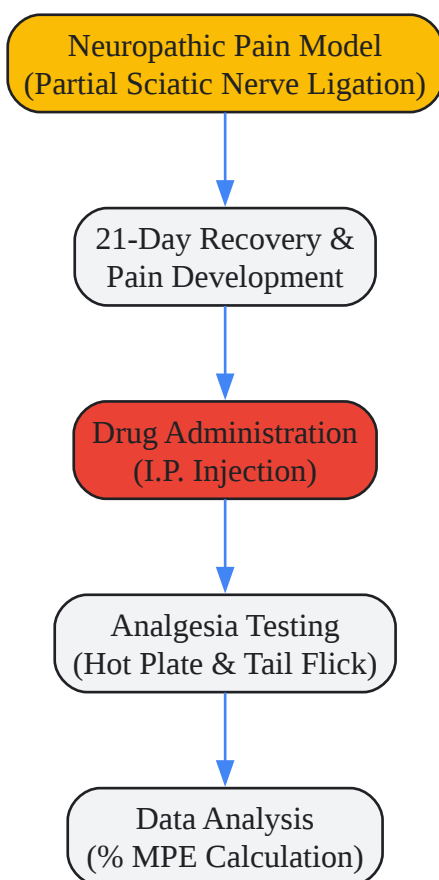 Neuropathic Pain Model
(Partial Sciatic Nerve Ligation)
21-Day Recovery &
Pain Development
Drug Administration
(I.P. Injection)
Analgesia Testing
(Hot Plate & Tail Flick)
Data Analysis
(% MPE Calculation)